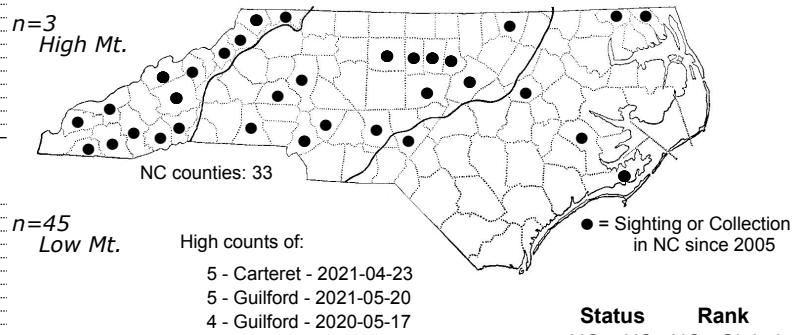 n=3
High Mt.
NC counties: 33
● = Sighting or Collection
in NC since 2005
n=45
Low Mt.
High counts of:
5 - Carteret - 2021-04-23
5 - Guilford - 2021-05-20
4 - Guilford - 2020-05-17
Status Rank